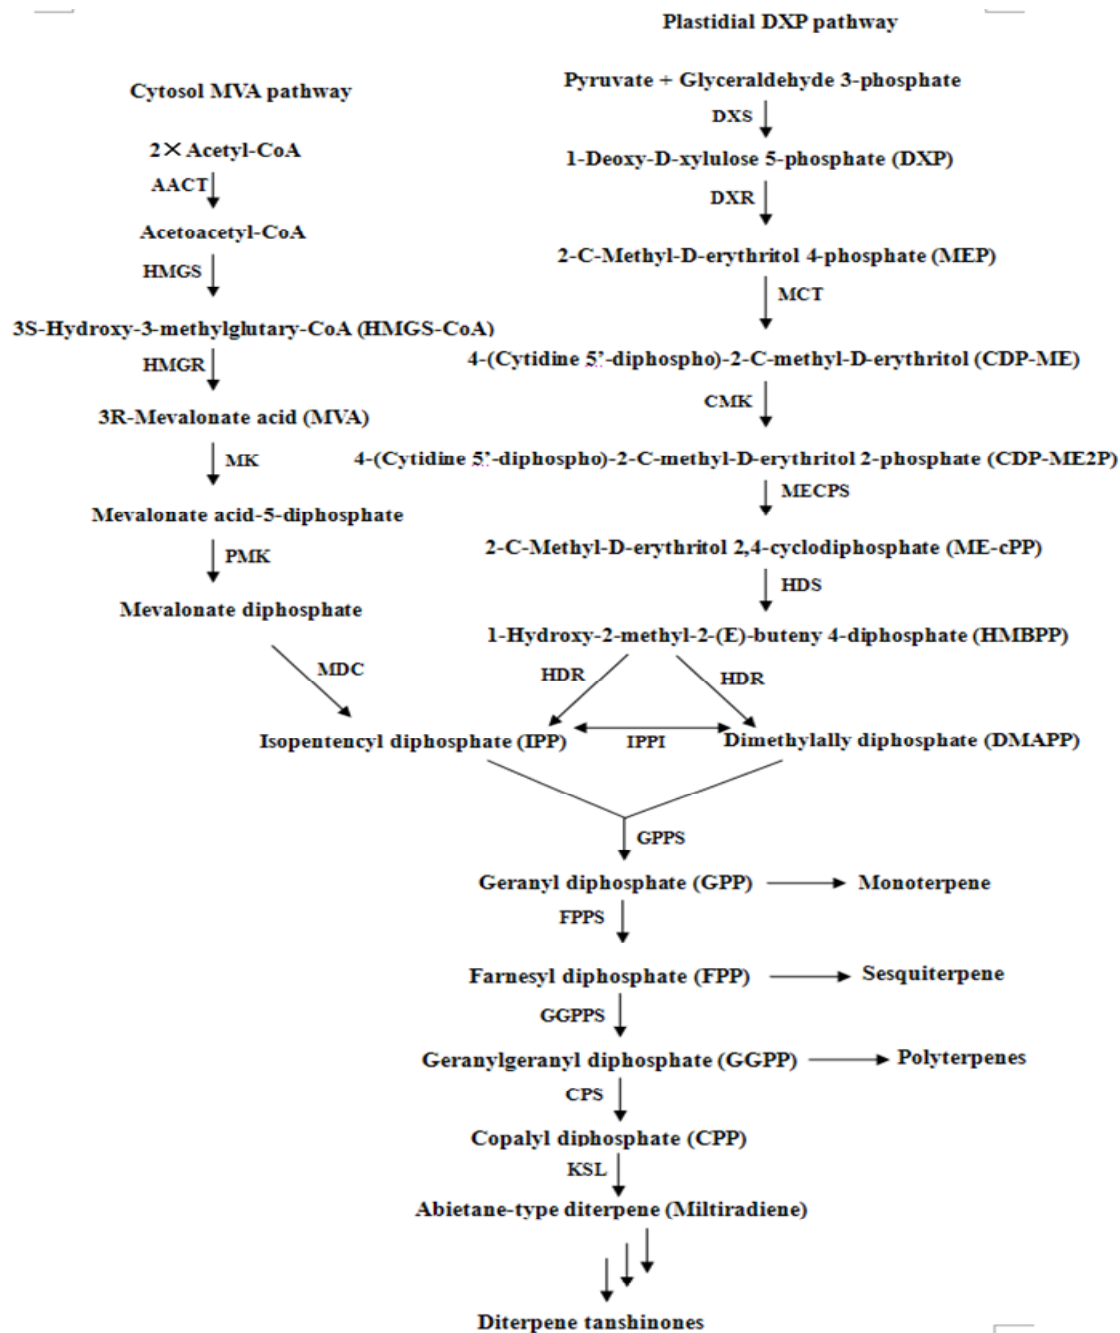 Plastidial DXP pathway
Cytosol MVA pathway
Pyruvate + Glyceraldehyde 3-phosphate
DXS
2× Acetyl-CoA
1-Deoxy-D-xylulose 5-phosphate (DXP)
AACT
DXR
Acetoacetyl-CoA
2-C-Methyl-D-erythritol 4-phosphate (MEP)
HMGS
MCT
3S-Hydroxy-3-methylglutary-CoA (HMGS-CoA)
4-(Cytidine 5’-diphospho)-2-C-methyl-D-erythritol (CDP-ME)
HMGR
CMK
3R-Mevalonate acid (MVA)
MK
4-(Cytidine 5’-diphospho)-2-C-methyl-D-erythritol 2-phosphate (CDP-ME2P)
MECPS
Mevalonate acid-5-diphosphate
2-C-Methyl-D-erythritol 2,4-cyclodiphosphate (ME-cPP)
PMK
HDS
Mevalonate diphosphate
1-Hydroxy-2-methyl-2-(E)-buteny 4-diphosphate (HMBPP)
MDC
HDR
HDR
Isopentencyl diphosphate (IPP)
IPPI
Dimethylally diphosphate (DMAPP)
GPPS
Geranyl diphosphate (GPP)
Monoterpene
FPPS
Farnesyl diphosphate (FPP)
Sesquiterpene
GGPPS
Geranylgeranyl diphosphate (GGPP)
Polyterpenes
CPS
Copalyl diphosphate (CPP)
KSL
Abietane-type diterpene (Miltiradiene)
Diterpene tanshinones